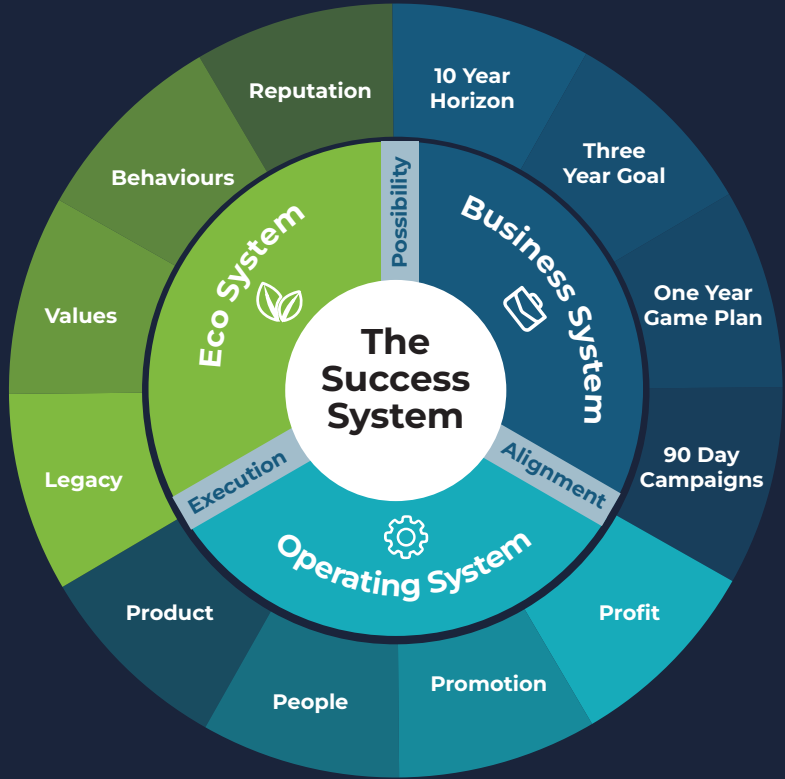 The
Success
System
Possibility
Business System
Alignment
Operating System
Execution
Eco System
10 Year
Horizon
Three
Year Goal
One Year
Game Plan
90 Day
Campaigns
Profit
Promotion
People
Product
Legacy
Values
Behaviours
Reputation